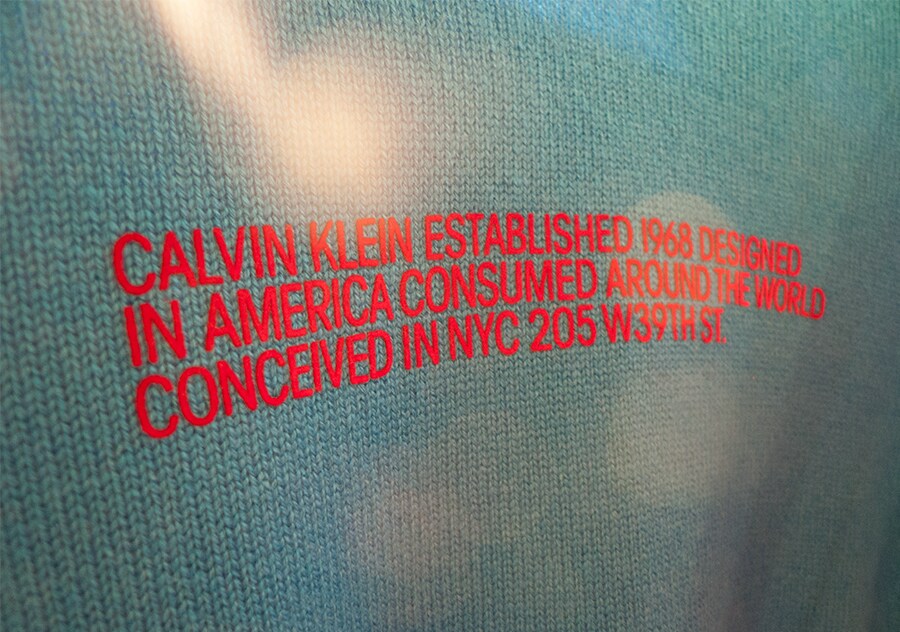 CALVIN KLEIN ESTABLISHED 1968 DESIGNED
IN AMERICA CONSUMED AROUND THE WORLD
CONCEIVED IN NYC 205 W39TH ST.